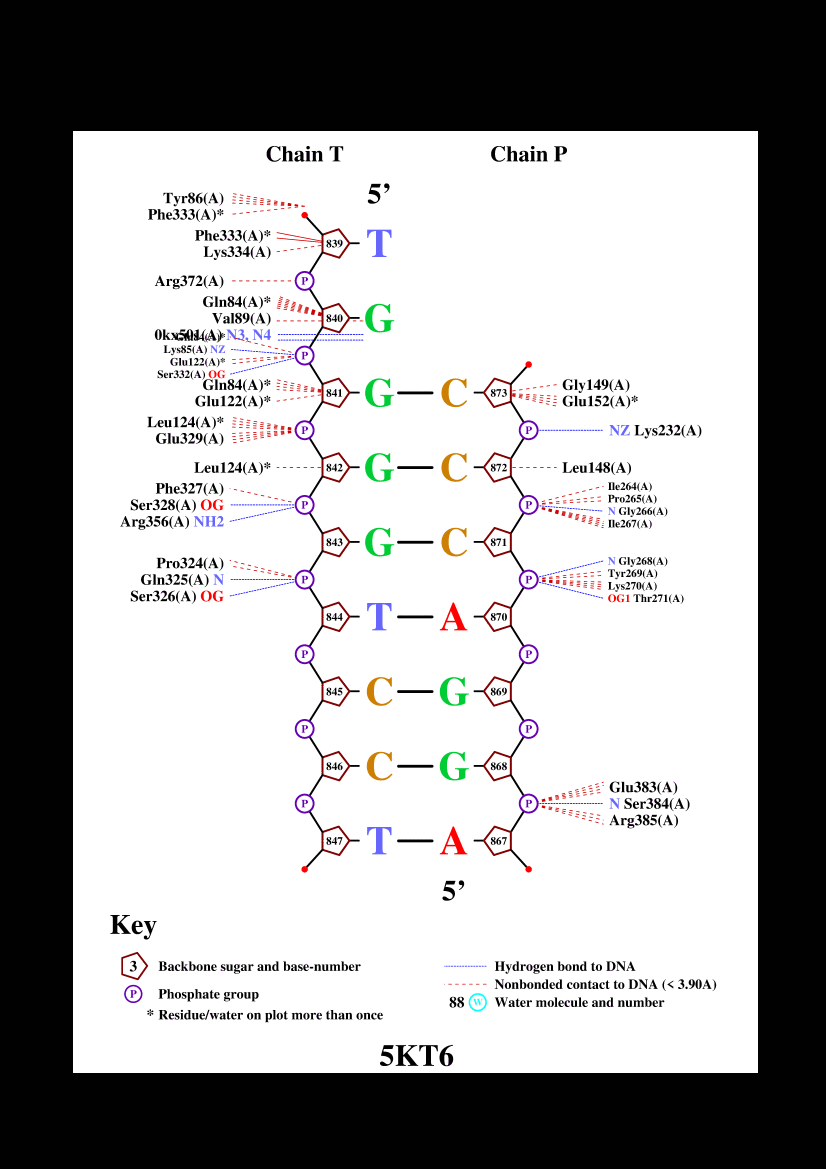 Chain T Chain P
5’
Tyr86(A)
Phe333(A)*
Phe333(A)*
839 T
Lys334(A)
Arg372(A) P
Gln84(A)*
Val89(A) 840 G
0kx501(A) N3, N4
P
Lys85(A) NZ
Glu122(A)*
Ser332(A) OG
Gln84(A)* Gly149(A)
841 G C 873
Glu122(A)* Glu152(A)*
Leu124(A)*
P P NZ Lys232(A)
Glu329(A)
Leu124(A)* 842 G C 872 Leu148(A)
Phe327(A) Ile264(A)
Pro265(A)
Ser328(A) OG P P
N Gly266(A)
Arg356(A) NH2 Ile267(A)
843 G C 871
Pro324(A) N Gly268(A)
Tyr269(A)
Gln325(A) N P P
Lys270(A)
Ser326(A) OG OG1 Thr271(A)
844 T A 870
P P
845 C G 869
P P
846 C G 868
Glu383(A)
P P N Ser384(A)
Arg385(A)
847 T A 867
5’
Key
3 Backbone sugar and base-number Hydrogen bond to DNA
Nonbonded contact to DNA (< 3.90A)
P Phosphate group
88 W Water molecule and number
* Residue/water on plot more than once
5KT6